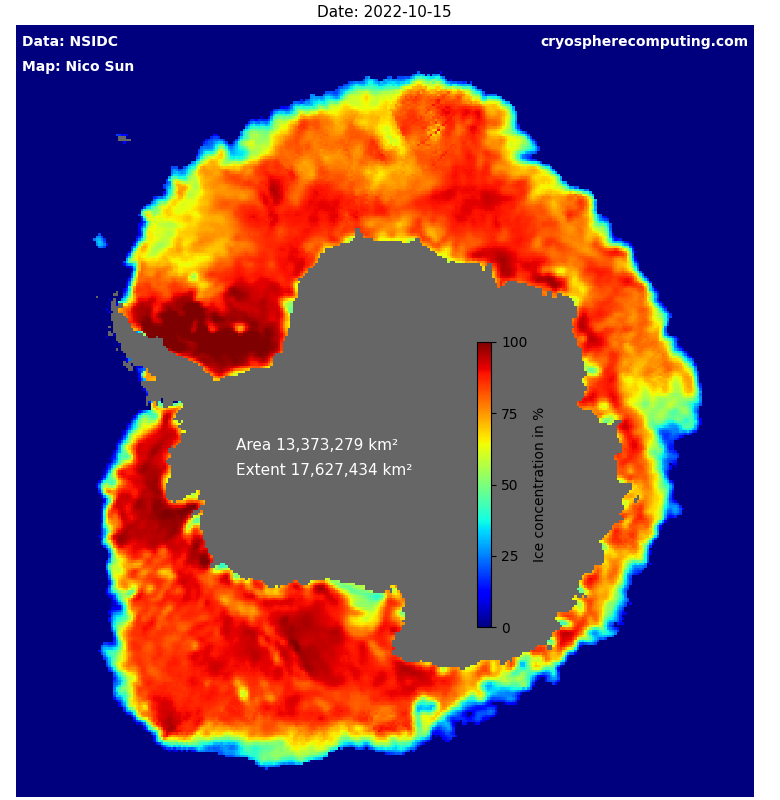 Date: 2022-10-15
Data: NSIDC
cryospherecomputing.com
Map: Nico Sun
100
75
50
25
0
Ice concentration in %
Area 13,373,279 km²
Extent 17,627,434 km²